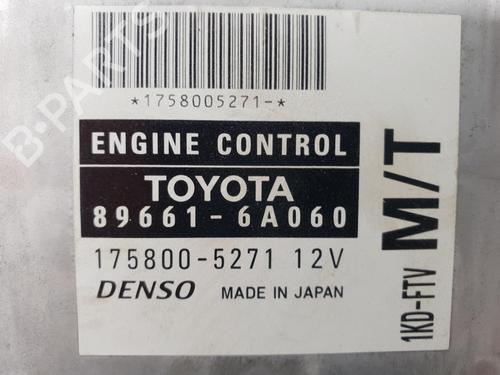 B-PARTS
*1758005271-*
ENGINE CONTROL
TOYOTA
89661-6A060
175800-5271 12V
DENSO MADE IN JAPAN
M/T
1KD-FTV